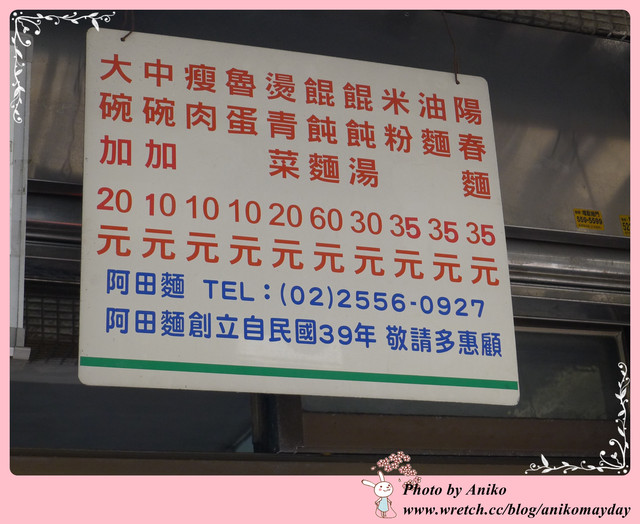 陽春麵 35元
油麵 35元
米粉 35元
餛飩湯 30元
餛飩麵 60元
燙青菜 20元
魯蛋 10元
瘦肉 10元
中碗加 10元
大碗加 20元
阿田麵 TEL：(02)2556-0927
阿田麵創立自民國39年 敬請多惠顧
Photo by Aniko
www.wretch.cc/blog/anikomayday